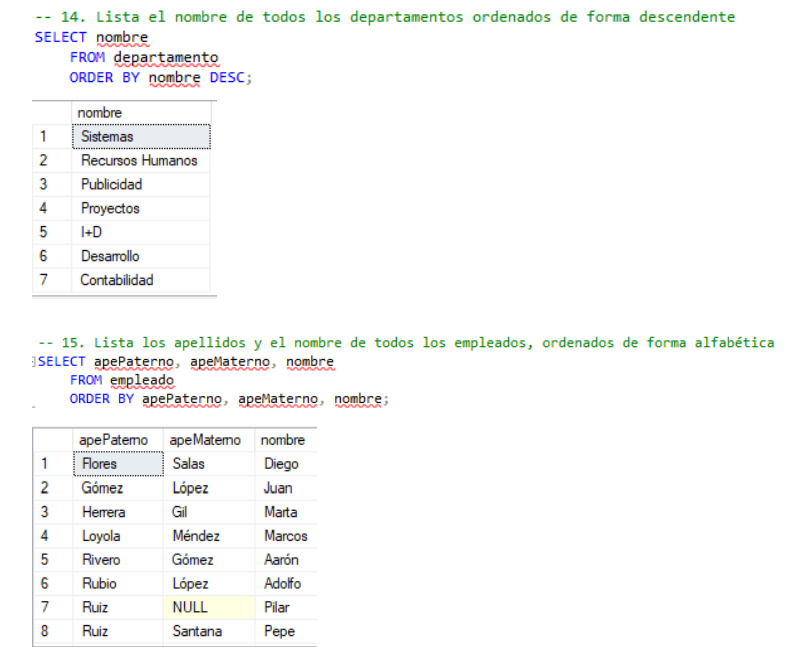 -- 14. Lista el nombre de todos los departamentos ordenados de forma descendente
SELECT nombre
FROM departamento
ORDER BY nombre DESC;
nombre
1 Sistemas
2 Recursos Humanos
3 Publicidad
4 Proyectos
5 I+D
6 Desarrollo
7 Contabilidad
-- 15. Lista los apellidos y el nombre de todos los empleados, ordenados de forma alfabética
SELECT apePaterno, apeMaterno, nombre
FROM empleado
ORDER BY apePaterno, apeMaterno, nombre;
apePaterno apeMaterno nombre
1 Flores Salas Diego
2 Gómez López Juan
3 Herrera Gil Marta
4 Loyola Méndez Marcos
5 Rivero Gómez Aarón
6 Rubio López Adolfo
7 Ruiz NULL Pilar
8 Ruiz Santana Pepe